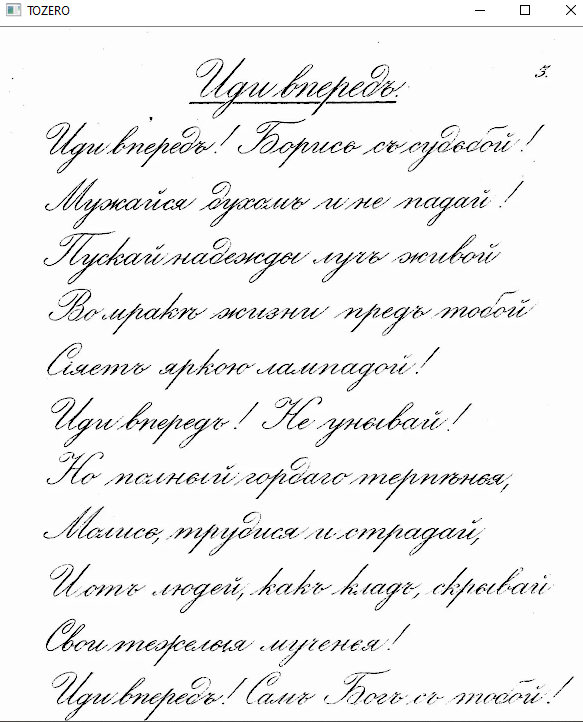 TOZERO
3.
Иди впередъ.
Иди впередъ! Борись съ судьбой!
Мужайся духомъ и не падай!
Пускай надежды лучъ живой
Во мракѣ жизни предъ тобой
Сіяетъ яркою лампадой!
Иди впередъ! Не унывай!
Но полный гордаго терпѣнья,
Молись, трудися и страдай,
И отъ людей, какъ кладъ, скрывай
Свои тяжелыя мученья!
Иди впередъ! Самъ Богъ съ тобой!